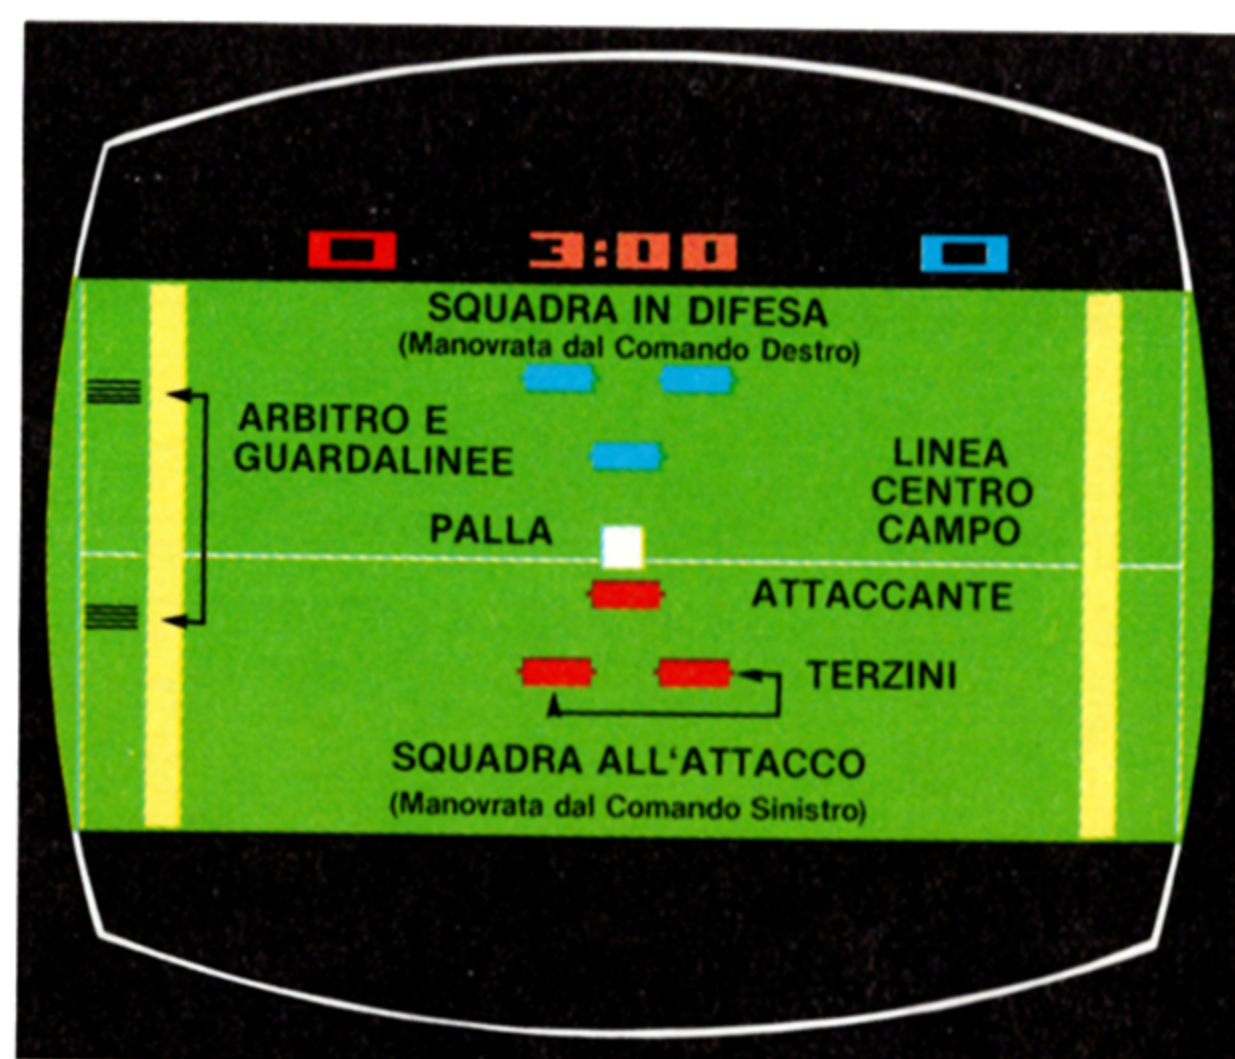 0 3:00 0
SQUADRA IN DIFESA
(Manovrata dal Comando Destro)
ARBITRO E
GUARDALINEE
LINEA
CENTRO
CAMPO
PALLA
ATTACCANTE
TERZINI
SQUADRA ALL'ATTACCO
(Manovrata dal Comando Sinistro)